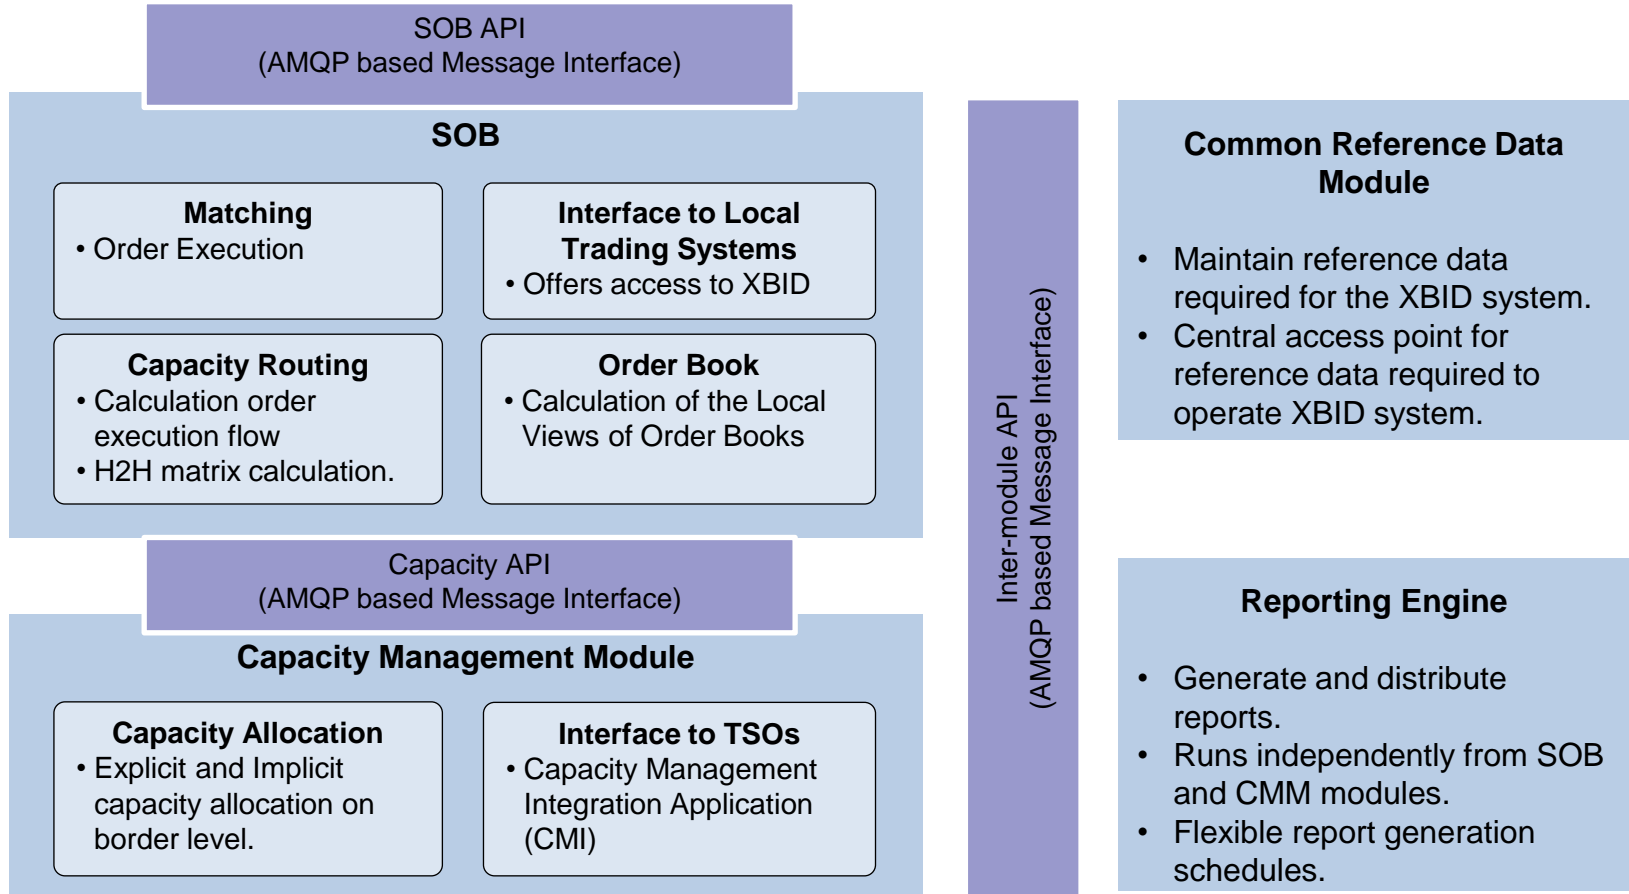 SOB API
(AMQP based Message Interface)
SOB
Matching
• Order Execution
Interface to Local
Trading Systems
• Offers access to XBID
Capacity Routing
• Calculation order
execution flow
• H2H matrix calculation.
Order Book
• Calculation of the Local
Views of Order Books
Capacity API
(AMQP based Message Interface)
Capacity Management Module
Capacity Allocation
• Explicit and Implicit
capacity allocation on
border level.
Interface to TSOs
• Capacity Management
Integration Application
(CMI)
Inter-module API
(AMQP based Message Interface)
Common Reference Data
Module
• Maintain reference data
required for the XBID system.
• Central access point for
reference data required to
operate XBID system.
Reporting Engine
• Generate and distribute
reports.
• Runs independently from SOB
and CMM modules.
• Flexible report generation
schedules.